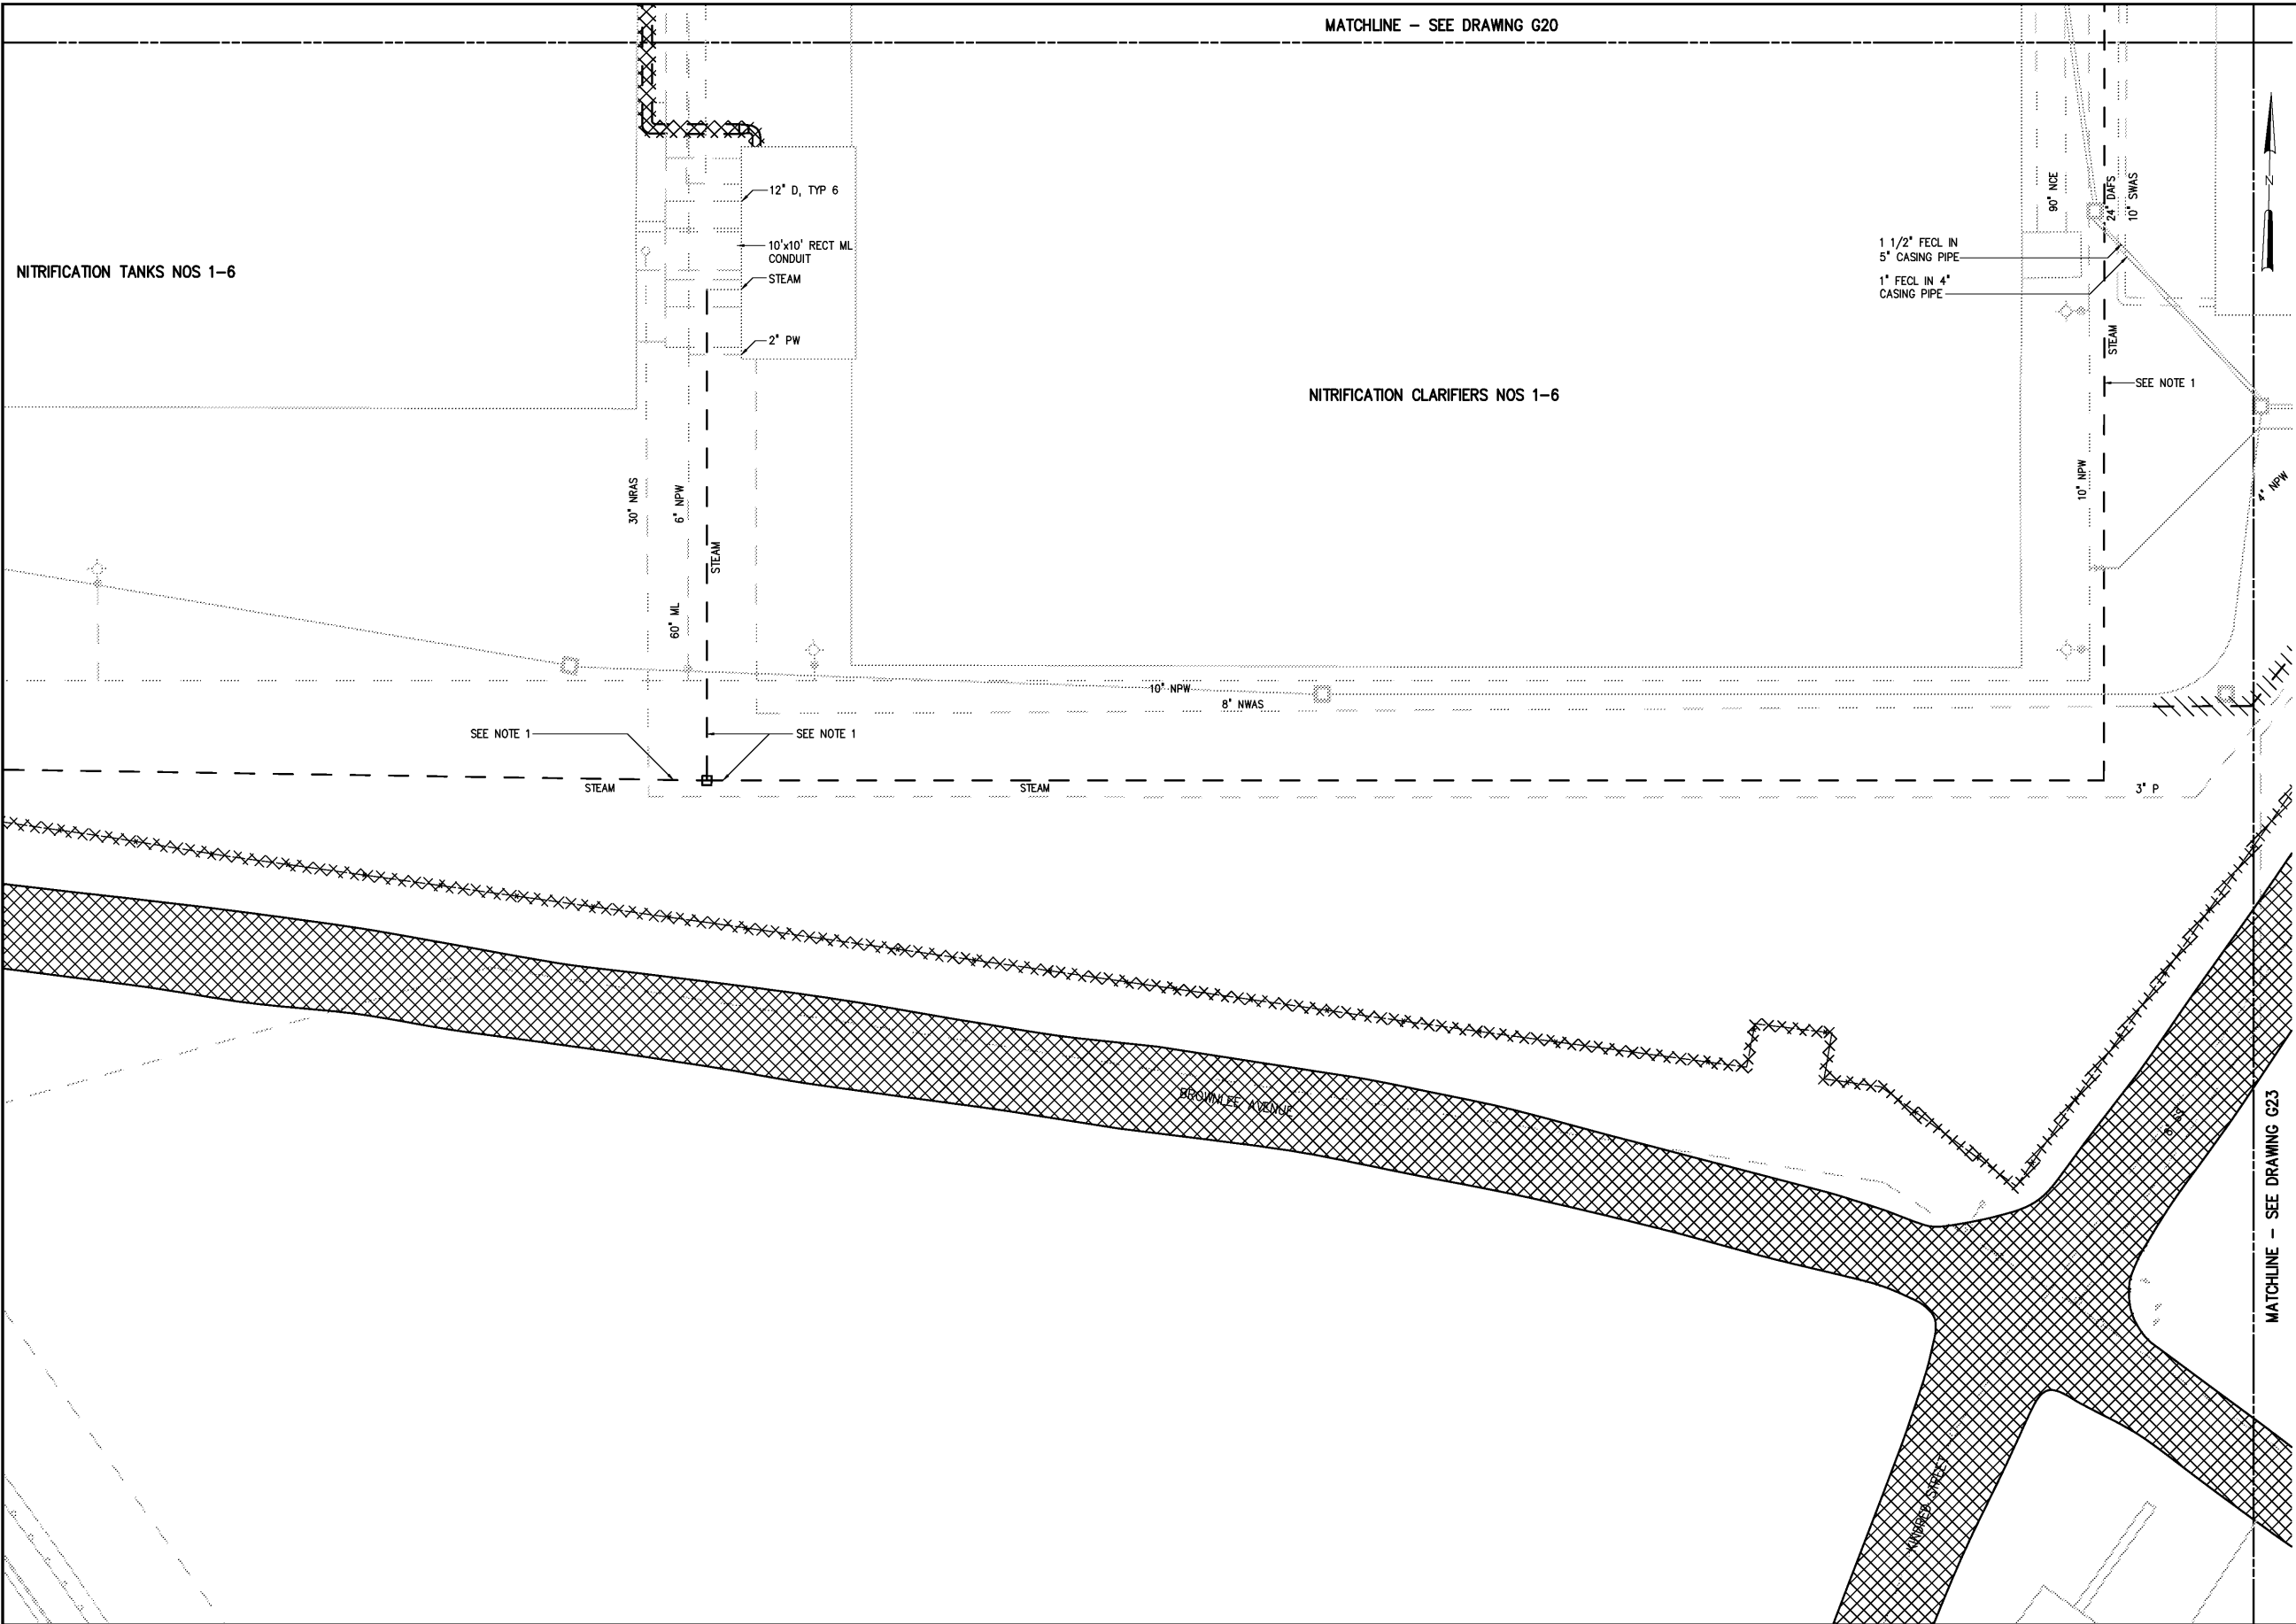 MATCHLINE - SEE DRAWING G20
N
12" D, TYP 6
10'x10' RECT ML
CONDUIT
STEAM
2" PW
NITRIFICATION TANKS NOS 1-6
NITRIFICATION CLARIFIERS NOS 1-6
90" NCE
24" DAFS
10" SWAS
1 1/2" FECL IN
5" CASING PIPE
1" FECL IN 4"
CASING PIPE
STEAM
SEE NOTE 1
30" NRAS
6" NPW
STEAM
60" ML
10" NPW
4" NPW
10" NPW
8" NWAS
SEE NOTE 1
SEE NOTE 1
STEAM
STEAM
3" P
BROWNLEE AVENUE
8" SS
KINDRED STREET
MATCHLINE - SEE DRAWING G23